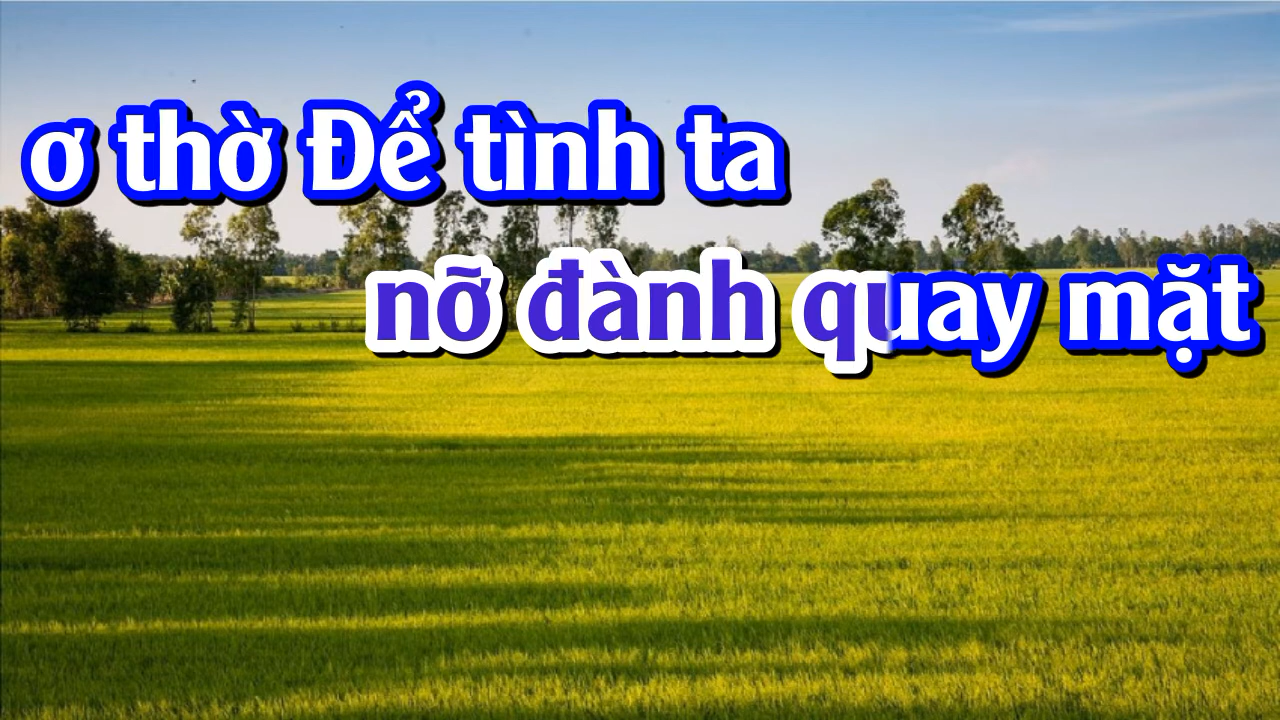 ơ thờ Để tình ta
nỡ đành quay mặt